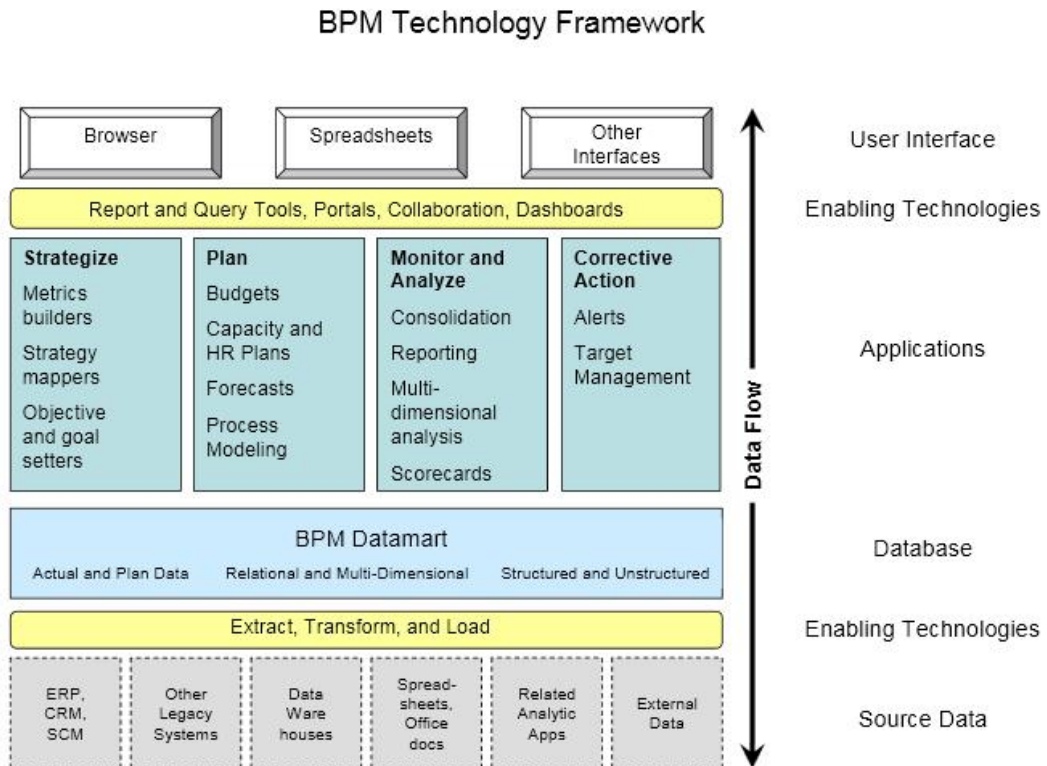 BPM Technology Framework
Browser
Spreadsheets
Other
Interfaces
User Interface
Report and Query Tools, Portals, Collaboration, Dashboards
Enabling Technologies
Strategize
Metrics
builders
Strategy
mappers
Objective
and goal
setters
Plan
Budgets
Capacity and
HR Plans
Forecasts
Process
Modeling
Monitor and
Analyze
Consolidation
Reporting
Multi-
dimensional
analysis
Scorecards
Corrective
Action
Alerts
Target
Management
Applications
Data Flow
BPM Datamart
Actual and Plan Data
Relational and Multi-Dimensional
Structured and Unstructured
Database
Extract, Transform, and Load
Enabling Technologies
ERP,
CRM,
SCM
Other
Legacy
Systems
Data
Ware
houses
Spread-
sheets,
Office
docs
Related
Analytic
Apps
External
Data
Source Data